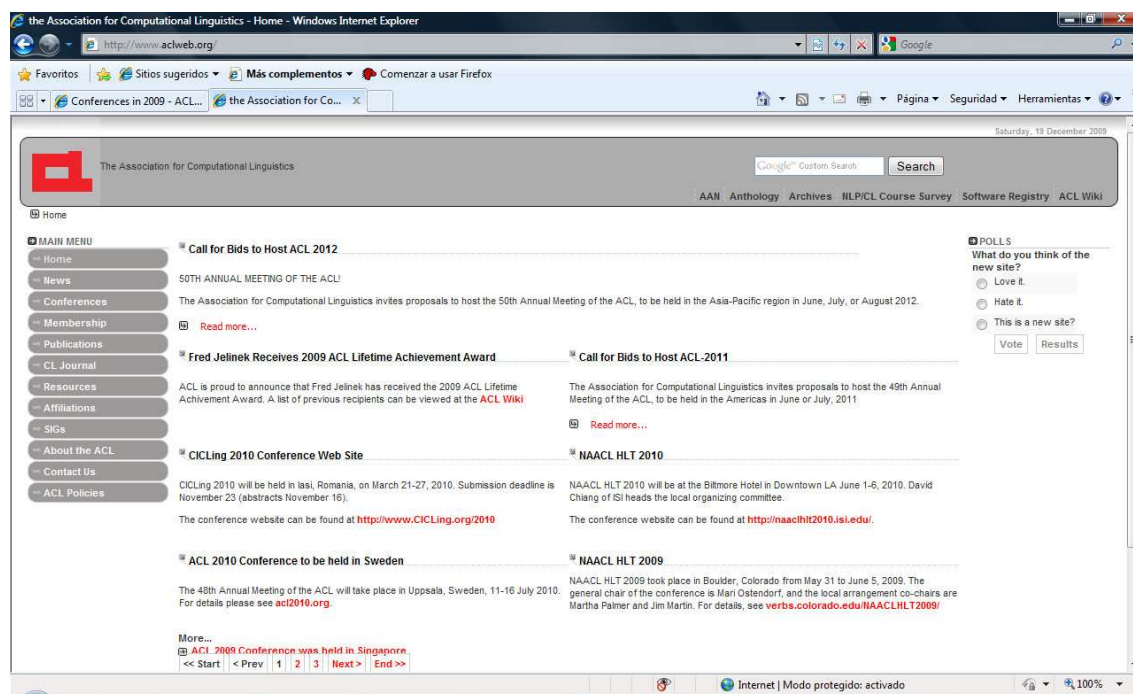 the Association for Computational Linguistics - Home - Windows Internet Explorer
http://www.aclweb.org/
Google
Favoritos
Sitios sugeridos
Más complementos
Comenzar a usar Firefox
Conferences in 2009 - ACL...
the Association for Co...
X
Página
Seguridad
Herramientas
Saturday, 19 December 2009
The Association for Computational Linguistics
Google™ Custom Search
Search
AAN Anthology Archives NLP/CL Course Survey Software Registry ACL Wiki
Home
MAIN MENU
Home
News
Conferences
Membership
Publications
CL Journal
Resources
Affiliations
SIGs
About the ACL
Contact Us
ACL Policies
Call for Bids to Host ACL 2012
50TH ANNUAL MEETING OF THE ACL!
The Association for Computational Linguistics invites proposals to host the 50th Annual Meeting of the ACL, to be held in the Asia-Pacific region in June, July, or August 2012.
Read more...
Fred Jelinek Receives 2009 ACL Lifetime Achievement Award
ACL is proud to announce that Fred Jelinek has received the 2009 ACL Lifetime
Achivement Award. A list of previous recipients can be viewed at the ACL Wiki
Call for Bids to Host ACL-2011
The Association for Computational Linguistics invites proposals to host the 49th Annual
Meeting of the ACL, to be held in the Americas in June or July, 2011
Read more...
CICLing 2010 Conference Web Site
CICLing 2010 will be held in Iasi, Romania, on March 21-27, 2010. Submission deadline is
November 23 (abstracts November 16).
The conference website can be found at http://www.CICLing.org/2010
NAACL HLT 2010
NAACL HLT 2010 will be at the Biltmore Hotel in Downtown LA June 1-6, 2010. David
Chiang of ISI heads the local organizing committee.
The conference website can be found at http://naaclhlt2010.isi.edu/.
ACL 2010 Conference to be held in Sweden
The 48th Annual Meeting of the ACL will take place in Uppsala, Sweden, 11-16 July 2010.
For details please see acl2010.org.
NAACL HLT 2009
NAACL HLT 2009 took place in Boulder, Colorado from May 31 to June 5, 2009. The
general chair of the conference is Mari Ostendorf, and the local arrangement co-chairs are
Martha Palmer and Jim Martin. For details, see verbs.colorado.edu/NAACLHLT2009/
More...
ACL 2009 Conference was held in Singapore
<< Start < Prev 1 2 3 Next > End >>
POLLS
What do you think of the
new site?
Love it.
Hate it.
This is a new site?
Vote Results
Internet | Modo protegido: activado
100%